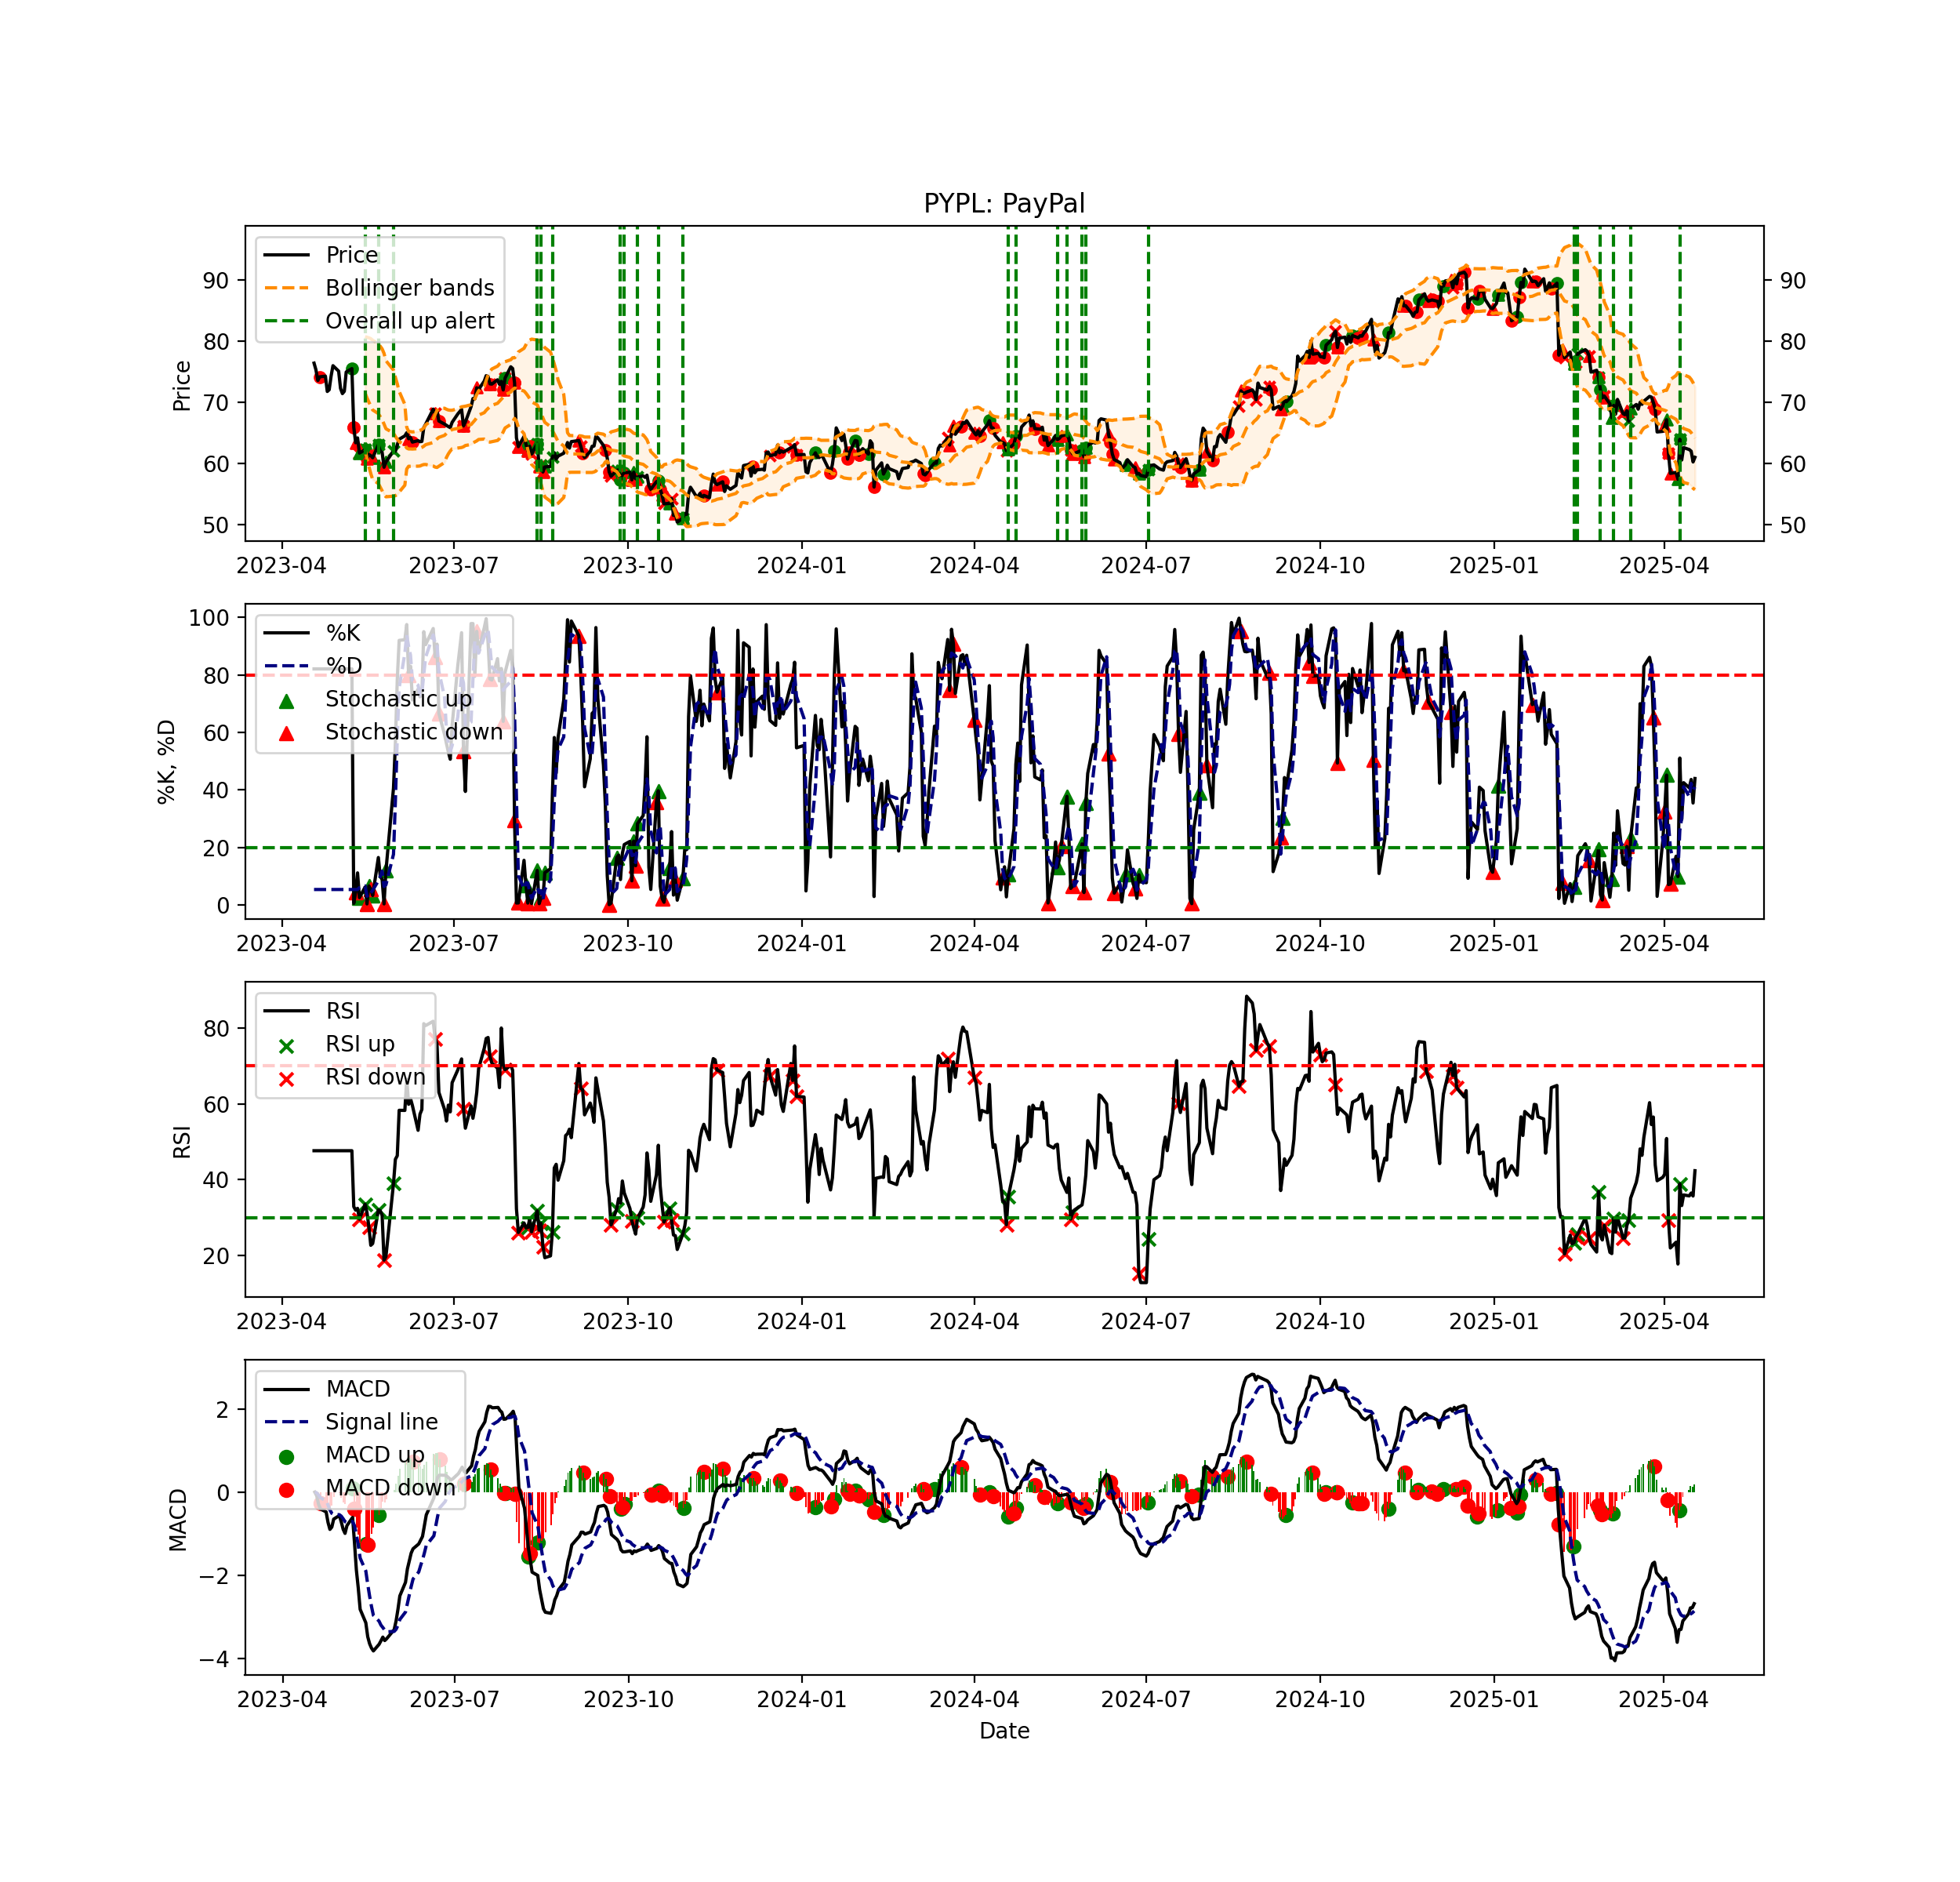 PYPL: PayPal
Price
Bollinger bands
Overall up alert
Price
90
80
70
60
50
90
80
70
60
50
2023-04 2023-07 2023-10 2024-01 2024-04 2024-07 2024-10 2025-01 2025-04
%K
%D
Stochastic up
Stochastic down
%K, %D
100
80
60
40
20
0
2023-04 2023-07 2023-10 2024-01 2024-04 2024-07 2024-10 2025-01 2025-04
RSI
RSI up
RSI down
RSI
80
60
40
20
2023-04 2023-07 2023-10 2024-01 2024-04 2024-07 2024-10 2025-01 2025-04
MACD
Signal line
MACD up
MACD down
MACD
2
0
−2
−4
2023-04 2023-07 2023-10 2024-01 2024-04 2024-07 2024-10 2025-01 2025-04
Date